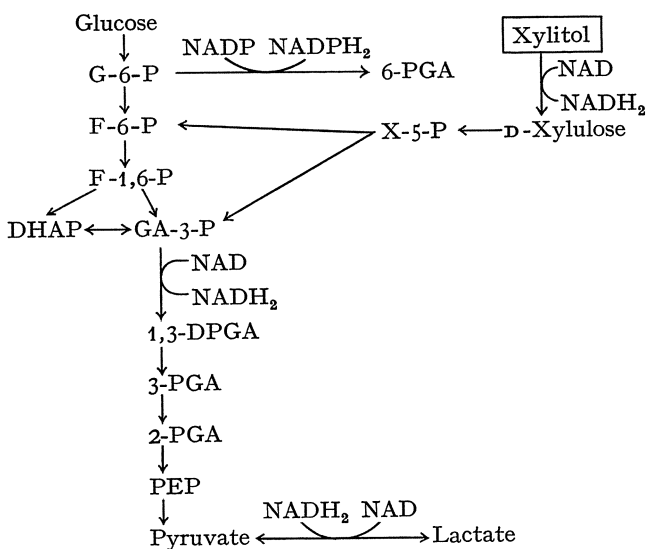 Glucose
NADP NADPH₂
Xylitol
G-6-P
6-PGA
NAD
NADH₂
F-6-P
X-5-P
D-Xylulose
F-1,6-P
DHAP
GA-3-P
NAD
NADH₂
1,3-DPGA
3-PGA
2-PGA
PEP
NADH₂ NAD
Pyruvate
Lactate